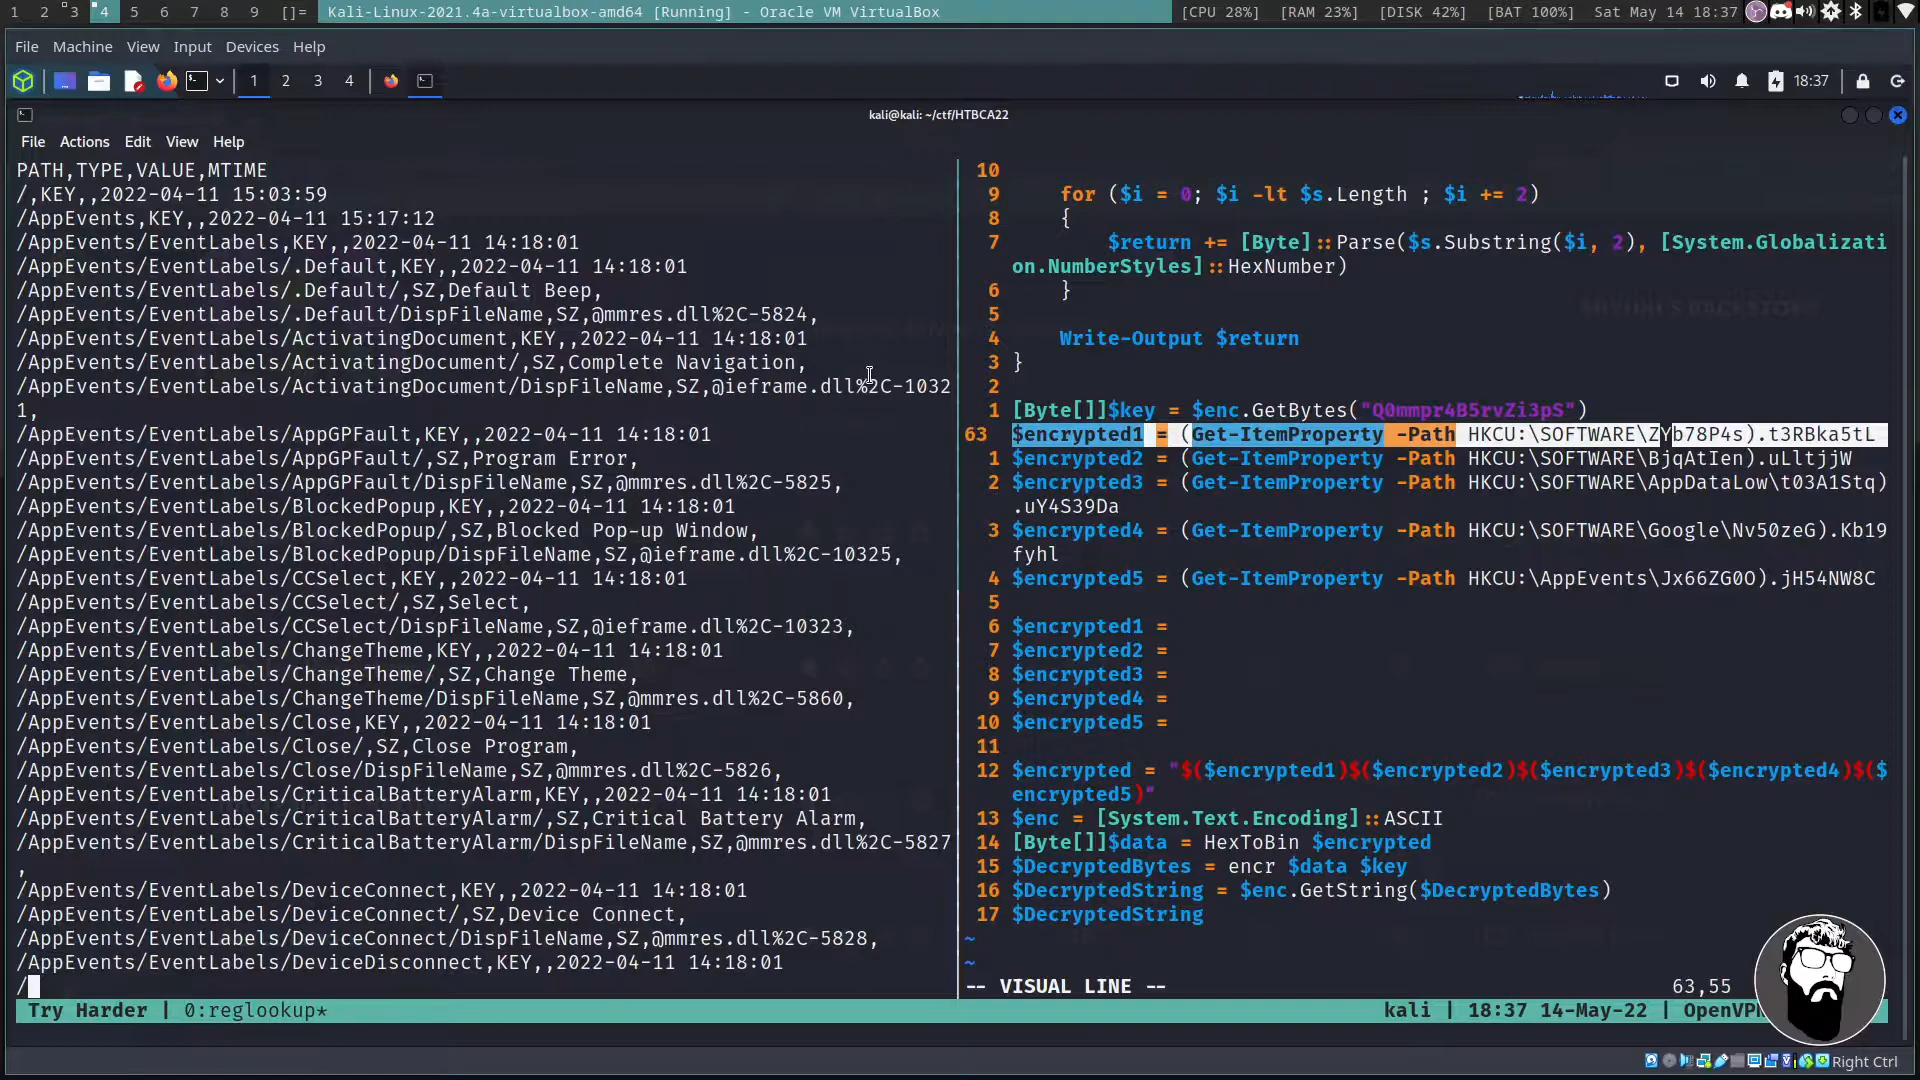 1 2 3 4 5 6 7 8 9 []= Kali-Linux-2021.4a-virtualbox-amd64 [Running] - Oracle VM VirtualBox [CPU 28%] [RAM 23%] [DISK 42%] [BAT 100%] Sat May 14 18:37
File Machine View Input Devices Help
1 2 3 4 18:37
kali@kali: ~/ctf/HTBCA22
File Actions Edit View Help
PATH,TYPE,VALUE,MTIME
/,KEY,,2022-04-11 15:03:59
/AppEvents,KEY,,2022-04-11 15:17:12
/AppEvents/EventLabels,KEY,,2022-04-11 14:18:01
/AppEvents/EventLabels/.Default,KEY,,2022-04-11 14:18:01
/AppEvents/EventLabels/.Default/,SZ,Default Beep,
/AppEvents/EventLabels/.Default/DispFileName,SZ,@mmres.dll%2C-5824,
/AppEvents/EventLabels/ActivatingDocument,KEY,,2022-04-11 14:18:01
/AppEvents/EventLabels/ActivatingDocument/,SZ,Complete Navigation,
/AppEvents/EventLabels/ActivatingDocument/DispFileName,SZ,@ieframe.dll%2C-1032
1,
/AppEvents/EventLabels/AppGPFault,KEY,,2022-04-11 14:18:01
/AppEvents/EventLabels/AppGPFault/,SZ,Program Error,
/AppEvents/EventLabels/AppGPFault/DispFileName,SZ,@mmres.dll%2C-5825,
/AppEvents/EventLabels/BlockedPopup,KEY,,2022-04-11 14:18:01
/AppEvents/EventLabels/BlockedPopup/,SZ,Blocked Pop-up Window,
/AppEvents/EventLabels/BlockedPopup/DispFileName,SZ,@ieframe.dll%2C-10325,
/AppEvents/EventLabels/CCSelect,KEY,,2022-04-11 14:18:01
/AppEvents/EventLabels/CCSelect/,SZ,Select,
/AppEvents/EventLabels/CCSelect/DispFileName,SZ,@ieframe.dll%2C-10323,
/AppEvents/EventLabels/ChangeTheme,KEY,,2022-04-11 14:18:01
/AppEvents/EventLabels/ChangeTheme/,SZ,Change Theme,
/AppEvents/EventLabels/ChangeTheme/DispFileName,SZ,@mmres.dll%2C-5860,
/AppEvents/EventLabels/Close,KEY,,2022-04-11 14:18:01
/AppEvents/EventLabels/Close/,SZ,Close Program,
/AppEvents/EventLabels/Close/DispFileName,SZ,@mmres.dll%2C-5826,
/AppEvents/EventLabels/CriticalBatteryAlarm,KEY,,2022-04-11 14:18:01
/AppEvents/EventLabels/CriticalBatteryAlarm/,SZ,Critical Battery Alarm,
/AppEvents/EventLabels/CriticalBatteryAlarm/DispFileName,SZ,@mmres.dll%2C-5827
,
/AppEvents/EventLabels/DeviceConnect,KEY,,2022-04-11 14:18:01
/AppEvents/EventLabels/DeviceConnect/,SZ,Device Connect,
/AppEvents/EventLabels/DeviceConnect/DispFileName,SZ,@mmres.dll%2C-5828,
/AppEvents/EventLabels/DeviceDisconnect,KEY,,2022-04-11 14:18:01
/
10
9 for ($i = 0; $i -lt $s.Length ; $i += 2)
8 {
7 $return += [Byte]::Parse($s.Substring($i, 2), [System.Globalizati
on.NumberStyles]::HexNumber)
6 }
5
4 Write-Output $return
3 }
2
1 [Byte[]]$key = $enc.GetBytes("Q0mmpr4B5rvZi3pS")
63 $encrypted1 = (Get-ItemProperty -Path HKCU:\SOFTWARE\ZYb78P4s).t3RBka5tL
1 $encrypted2 = (Get-ItemProperty -Path HKCU:\SOFTWARE\BjqAtIen).uLltjjW
2 $encrypted3 = (Get-ItemProperty -Path HKCU:\SOFTWARE\AppDataLow\t03A1Stq)
.uY4S39Da
3 $encrypted4 = (Get-ItemProperty -Path HKCU:\SOFTWARE\Google\Nv50zeG).Kb19
fyhl
4 $encrypted5 = (Get-ItemProperty -Path HKCU:\AppEvents\Jx66ZG0O).jH54NW8C
5
6 $encrypted1 =
7 $encrypted2 =
8 $encrypted3 =
9 $encrypted4 =
10 $encrypted5 =
11
12 $encrypted = "$($encrypted1)$($encrypted2)$($encrypted3)$($encrypted4)$($
encrypted5)"
13 $enc = [System.Text.Encoding]::ASCII
14 [Byte[]]$data = HexToBin $encrypted
15 $DecryptedBytes = encr $data $key
16 $DecryptedString = $enc.GetString($DecryptedBytes)
17 $DecryptedString
~
~
-- VISUAL LINE -- 63,55
Try Harder | 0:reglookup* kali | 18:37 14-May-22 | OpenVP
Right Ctrl